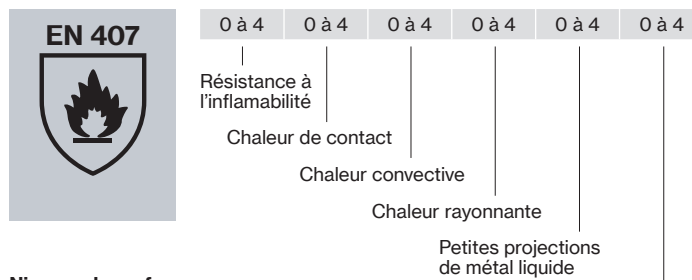 EN 407
0 à 4 0 à 4 0 à 4 0 à 4 0 à 4 0 à 4
Résistance à
l'inflamabilité
Chaleur de contact
Chaleur convective
Chaleur rayonnante
Petites projections
de métal liquide